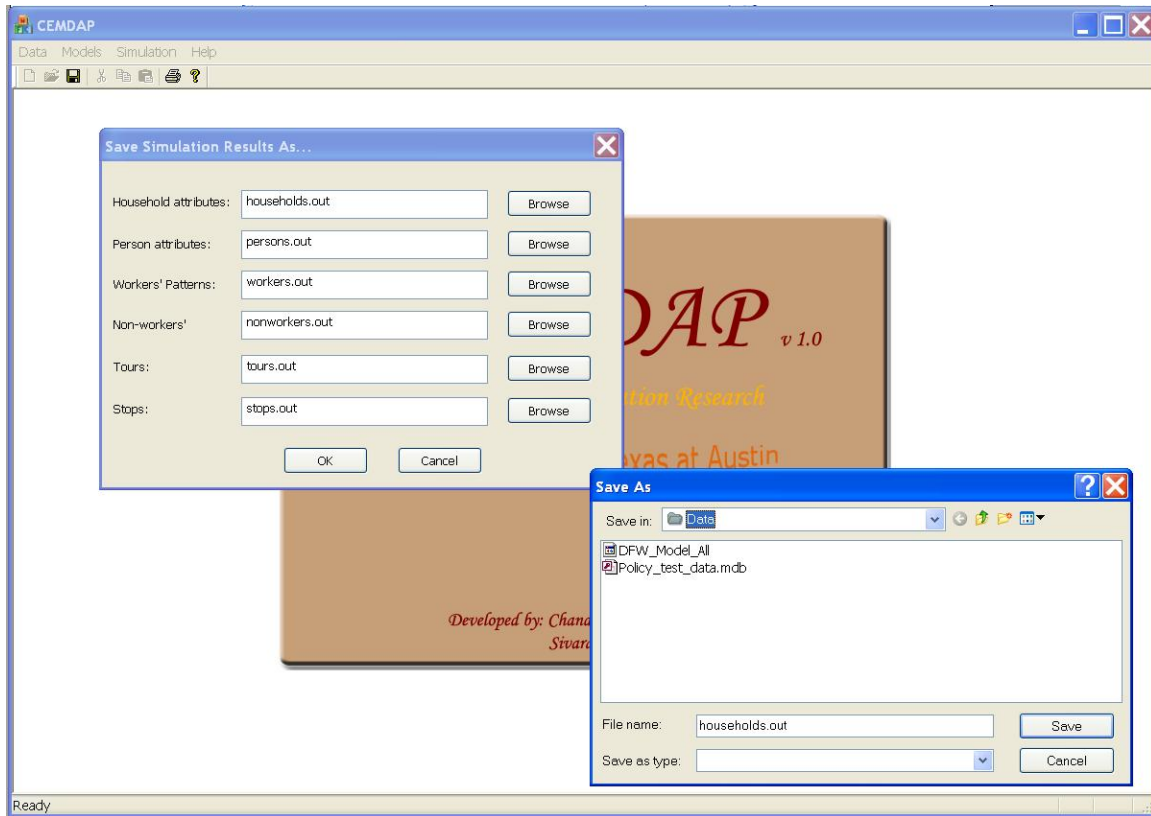 CEMDAP
Data Models Simulation Help
Save Simulation Results As...
Household attributes: households.out Browse
Person attributes: persons.out Browse
Workers' Patterns: workers.out Browse
Non-workers' nonworkers.out Browse
Tours: tours.out Browse
Stops: stops.out Browse
OK Cancel
DAP v 1.0
ation Research
exas at Austin
Developed by: Chand
Sivara
Save As
Save in: Data
DFW_Model_All
Policy_test_data.mdb
File name: households.out Save
Save as type: Cancel
Ready